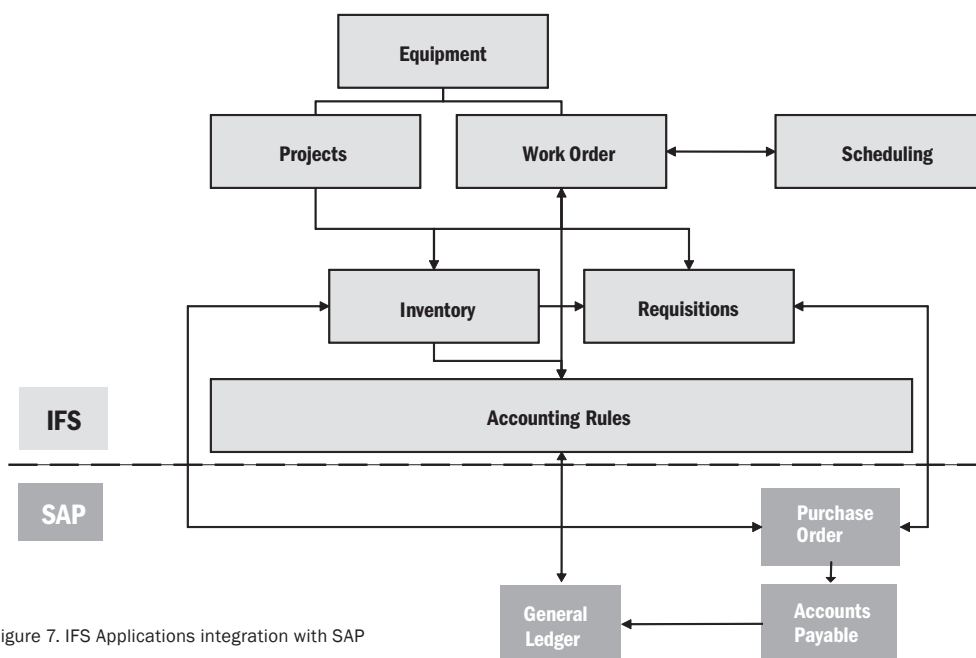 Equipment
Projects
Work Order
Scheduling
Inventory
Requisitions
Accounting Rules
IFS
SAP
Purchase
Order
General
Ledger
Accounts
Payable
igure 7. IFS Applications integration with SAP